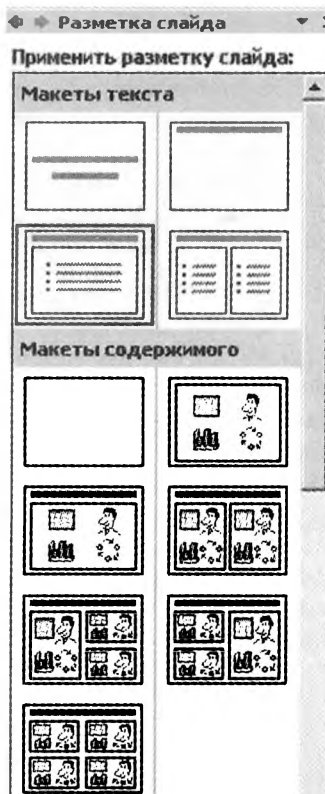 Разметка слайда
Применить разметку слайда:
Макеты текста
Макеты содержимого